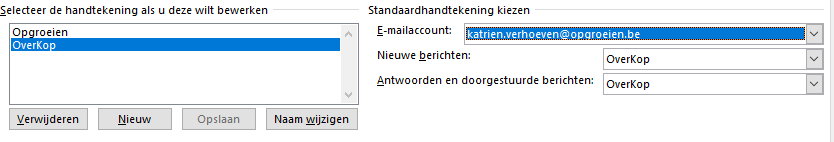 Selecteer de handtekening als u deze wilt bewerken
Opgroeien
OverKop
Verwijderen Nieuw Opslaan Naam wijzigen
Standaardhandtekening kiezen
E-mailaccount: katrien.verhoeven@opgroeien.be
Nieuwe berichten: OverKop
Antwoorden en doorgestuurde berichten: OverKop